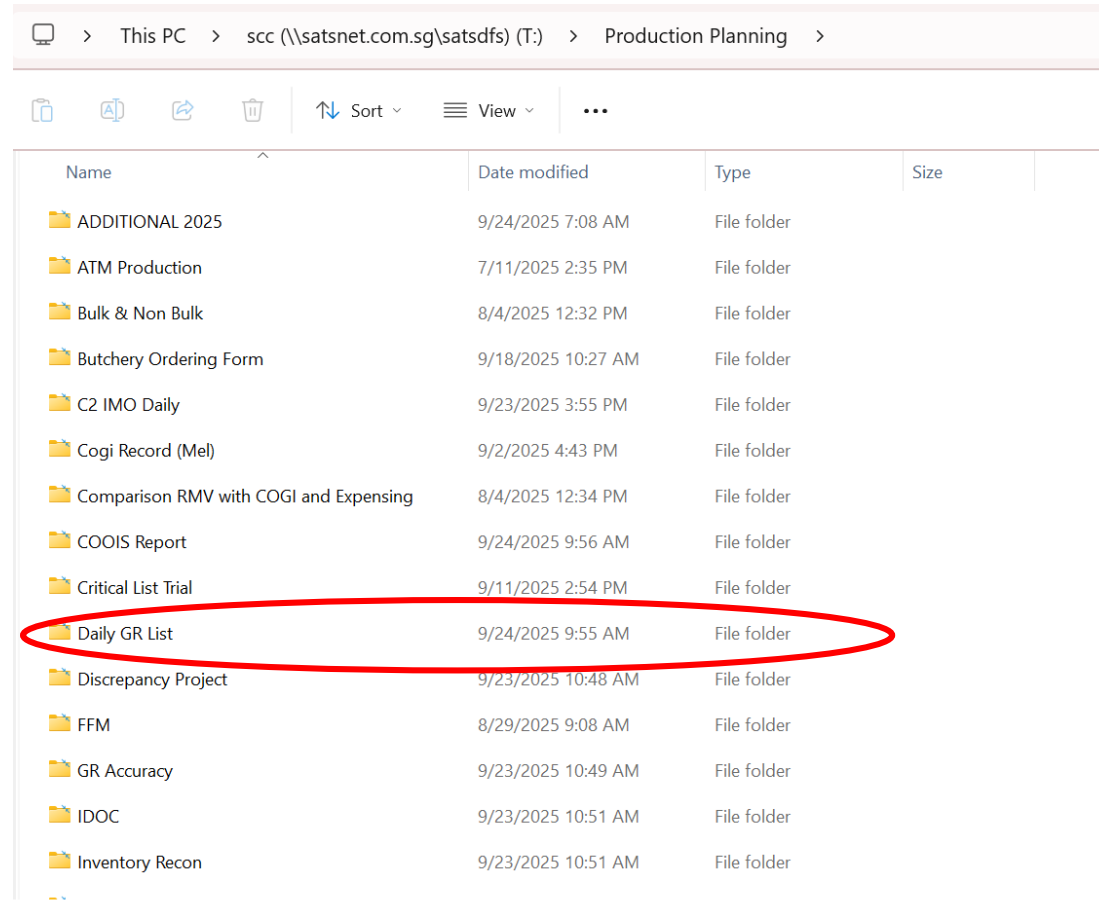 This PC > scc (\\satsnet.com.sg\satsdfs) (T:) > Production Planning >
Sort View
Name Date modified Type Size
ADDITIONAL 2025 9/24/2025 7:08 AM File folder
ATM Production 7/11/2025 2:35 PM File folder
Bulk & Non Bulk 8/4/2025 12:32 PM File folder
Butchery Ordering Form 9/18/2025 10:27 AM File folder
C2 IMO Daily 9/23/2025 3:55 PM File folder
Cogi Record (Mel) 9/2/2025 4:43 PM File folder
Comparison RMV with COGI and Expensing 8/4/2025 12:34 PM File folder
COOIS Report 9/24/2025 9:56 AM File folder
Critical List Trial 9/11/2025 2:54 PM File folder
Daily GR List 9/24/2025 9:55 AM File folder
Discrepancy Project 9/23/2025 10:48 AM File folder
FFM 8/29/2025 9:08 AM File folder
GR Accuracy 9/23/2025 10:49 AM File folder
IDOC 9/23/2025 10:51 AM File folder
Inventory Recon 9/23/2025 10:51 AM File folder